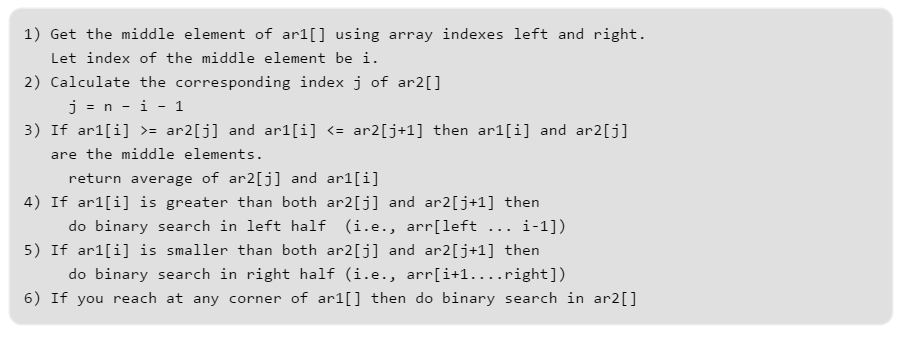 1) Get the middle element of ar1[] using array indexes left and right.
Let index of the middle element be i.
2) Calculate the corresponding index j of ar2[]
j = n – i – 1
3) If ar1[i] >= ar2[j] and ar1[i] <= ar2[j+1] then ar1[i] and ar2[j]
are the middle elements.
return average of ar2[j] and ar1[i]
4) If ar1[i] is greater than both ar2[j] and ar2[j+1] then
do binary search in left half  (i.e., arr[left ... i-1])
5) If ar1[i] is smaller than both ar2[j] and ar2[j+1] then
do binary search in right half (i.e., arr[i+1....right])
6) If you reach at any corner of ar1[] then do binary search in ar2[]